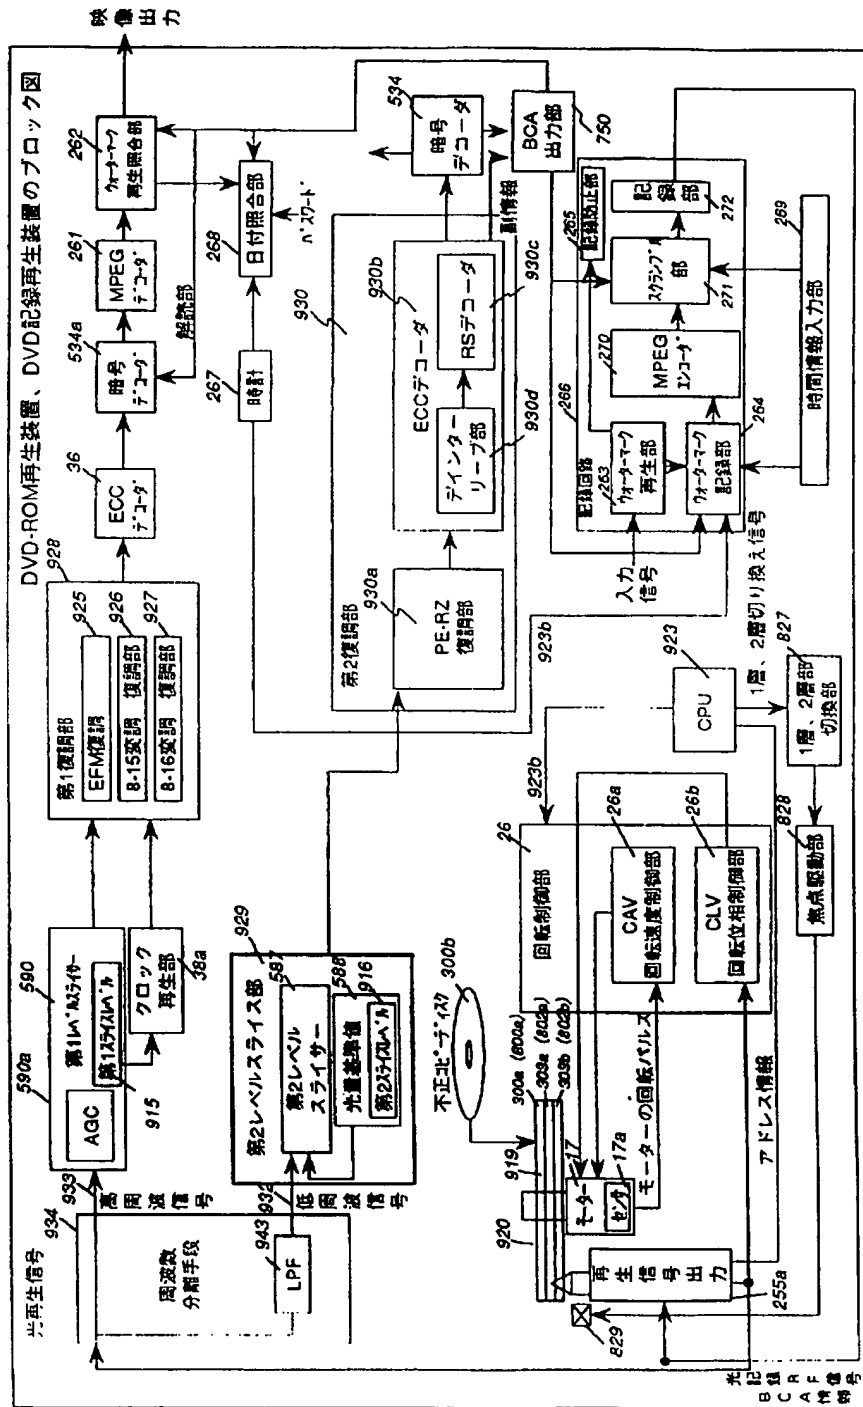 DVD-ROM再生装置、DVD記録再生装置のブロック図
光再生信号
934
周波数
分離手段
943
LPF
933
高周波信号
932
低周波信号
590a
590
第1レベルスライサー
AGC
第1スライスレベル
915
クロック
再生部
38a
928
第1復調部
925
EFM復調
926
8-15変調 復調部
927
8-16変調 復調部
36
ECC
デコーダ
534a
暗号
デコーダ
261
MPEG
デコーダ
262
ウォーターマーク
再生照合部
映像出力
解読部
267
時計
268
日付照合部
パスワード
929
第2レベルスライス部
587
第2レベル
スライサー
588
光量基準値
916
第2スライスレベル
930
第2復調部
930a
PE-RZ
復調部
930b
ECCデコーダ
デインター
リーブ部
930d
RSデコーダ
930c
副情報
534
暗号
デコーダ
BCA
出力部
750
300b
不正コピーディスク
300a (800a)
303a (802a)
303b (802b)
919
920
17
モーター
センサ
17a
モーターの回転パルス
再生信号出力
255a
829
アドレス情報
26
回転制御部
26a
CAV
回転速度制御部
26b
CLV
回転位相制御部
923b
923b
923
CPU
1層、2層切り換え信号
827
1層、2層部
切換部
828
焦点駆動部
入力
信号
266
記録回路
263
ウォーターマーク
再生部
264
ウォーターマーク
記録部
265
記録防止部
270
MPEG
エンコーダ
271
スクランブル
部
272
記録部
269
時間情報入力部
光記録RF信号
BCA情報